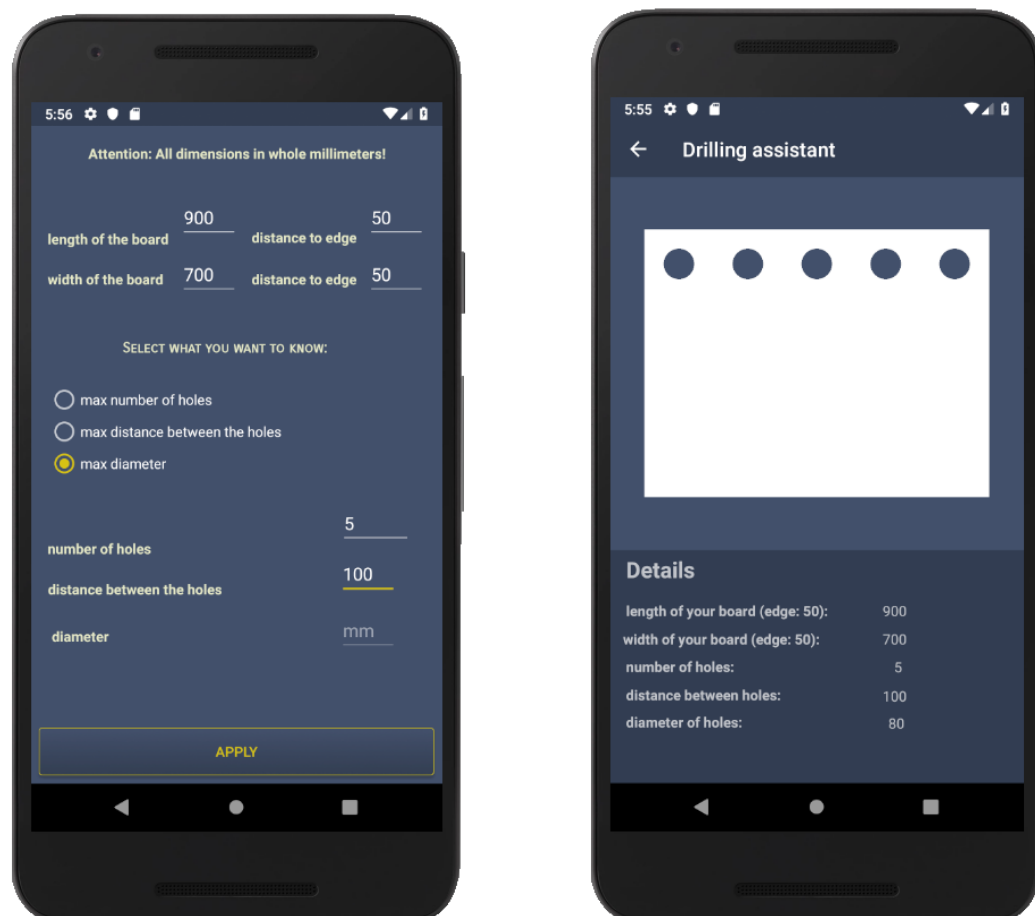 5:56
Attention: All dimensions in whole millimeters!
length of the board 900 distance to edge 50
width of the board 700 distance to edge 50
SELECT WHAT YOU WANT TO KNOW:
max number of holes
max distance between the holes
max diameter
number of holes 5
distance between the holes 100
diameter mm
APPLY
5:55
Drilling assistant
Details
length of your board (edge: 50): 900
width of your board (edge: 50): 700
number of holes: 5
distance between holes: 100
diameter of holes: 80